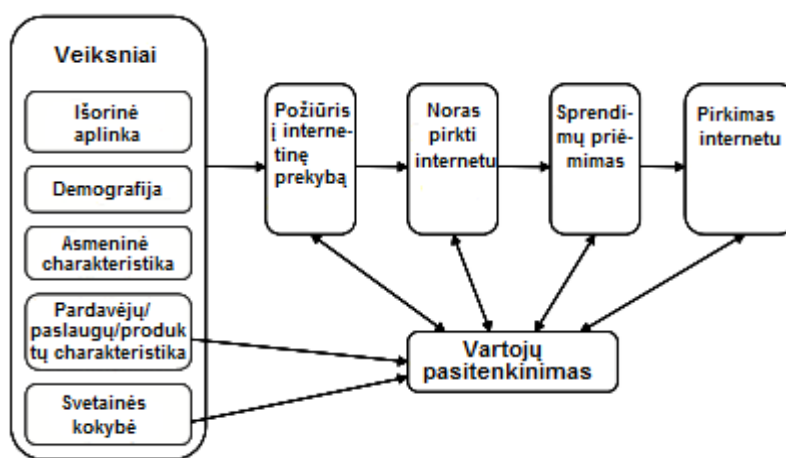 Veiksniai
Išorinė
aplinka
Demografija
Asmeninė
charakteristika
Pardavėjų/
paslaugų/produk
tų charakteristika
Svetainės
kokybė
Požiūris
į interne-
tinę
prekybą
Noras
pirkti
internetu
Sprendi-
mų priė-
mimas
Pirkimas
internetu
Vartojų
pasitenkinimas